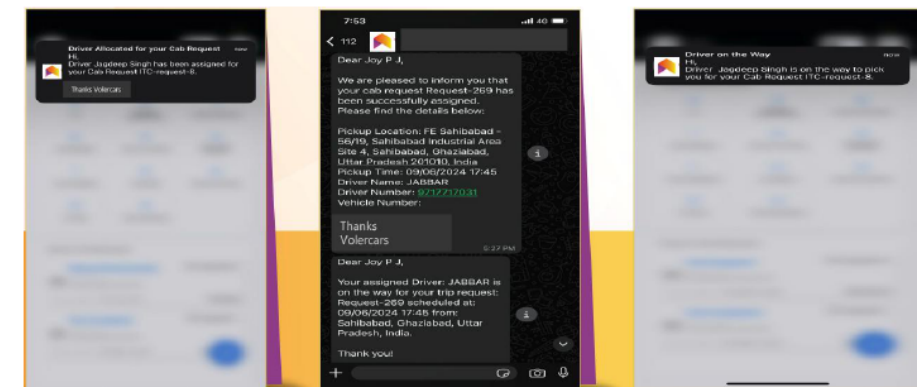 Driver Allocated for your Cab Request now
Hi,
Driver Jagdeep Singh has been assigned for
your Cab Request ITC-request-8.
Thanks Volercars
7:53
4G
112
Dear Joy P J,
We are pleased to inform you that
your cab request Request-269 has
been successfully assigned.
Please find the details below:
Pickup Location: FE Sahibabad -
56/19, Sahibabad Industrial Area
Site 4, Sahibabad, Ghaziabad,
Uttar Pradesh 201010, India
Pickup Time: 09/06/2024 17:45
Driver Name: JABBAR
Driver Number: 9717717031
Vehicle Number:
Thanks
Volercars
5:27 PM
Dear Joy P J,
Your assigned Driver: JABBAR is
on the way for your trip request:
Request-269 scheduled at:
09/06/2024 17:45 from:
Sahibabad, Ghaziabad, Uttar
Pradesh, India.
Thank you!
Driver on the Way now
Hi,
Driver Jagdeep Singh is on the way to pick
you for your Cab Request ITC-request-8.